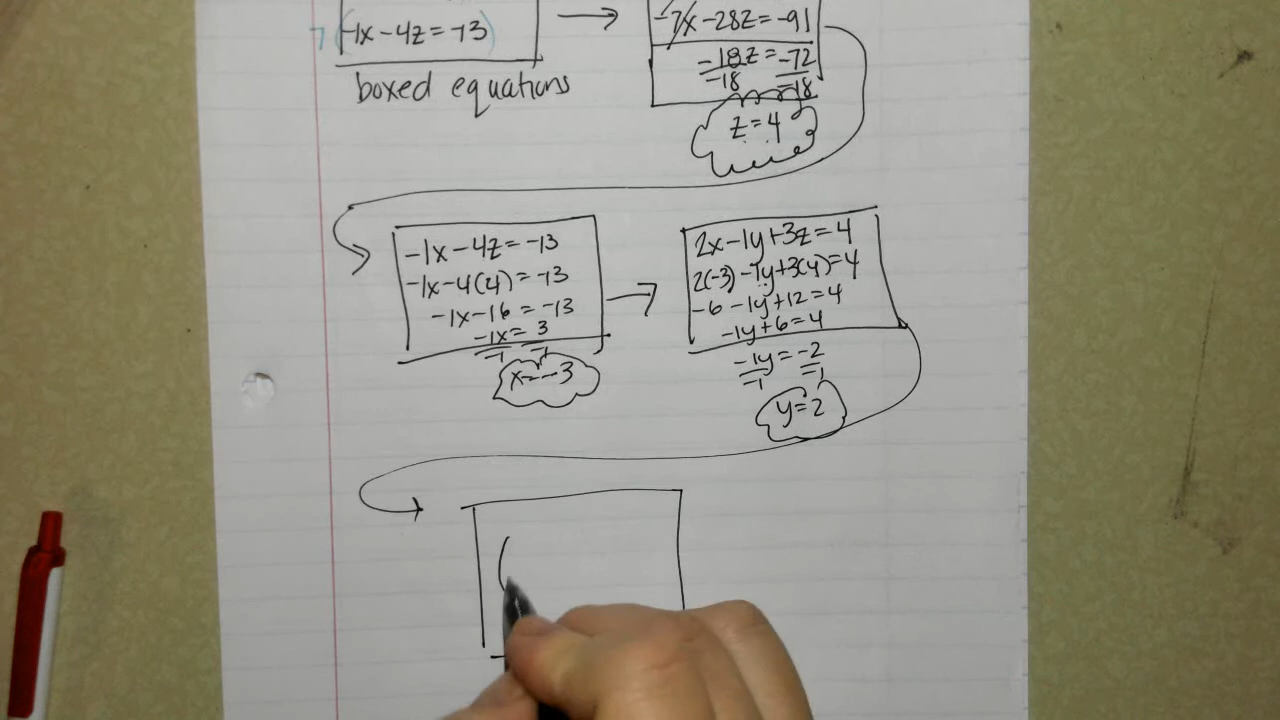 -7x-28z=-91
7(-1x-4z=-13)
-18z=-72
-18 -18
boxed equations
z=4
-1x-4z=-13
-1x-4(4)=-13
-1x-16=-13
-1x=3
-1 -1
x=-3
2x-1y+3z=4
2(-3)-1y+3(4)=4
-6-1y+12=4
-1y+6=4
-1y=-2
-1 -1
y=2
(